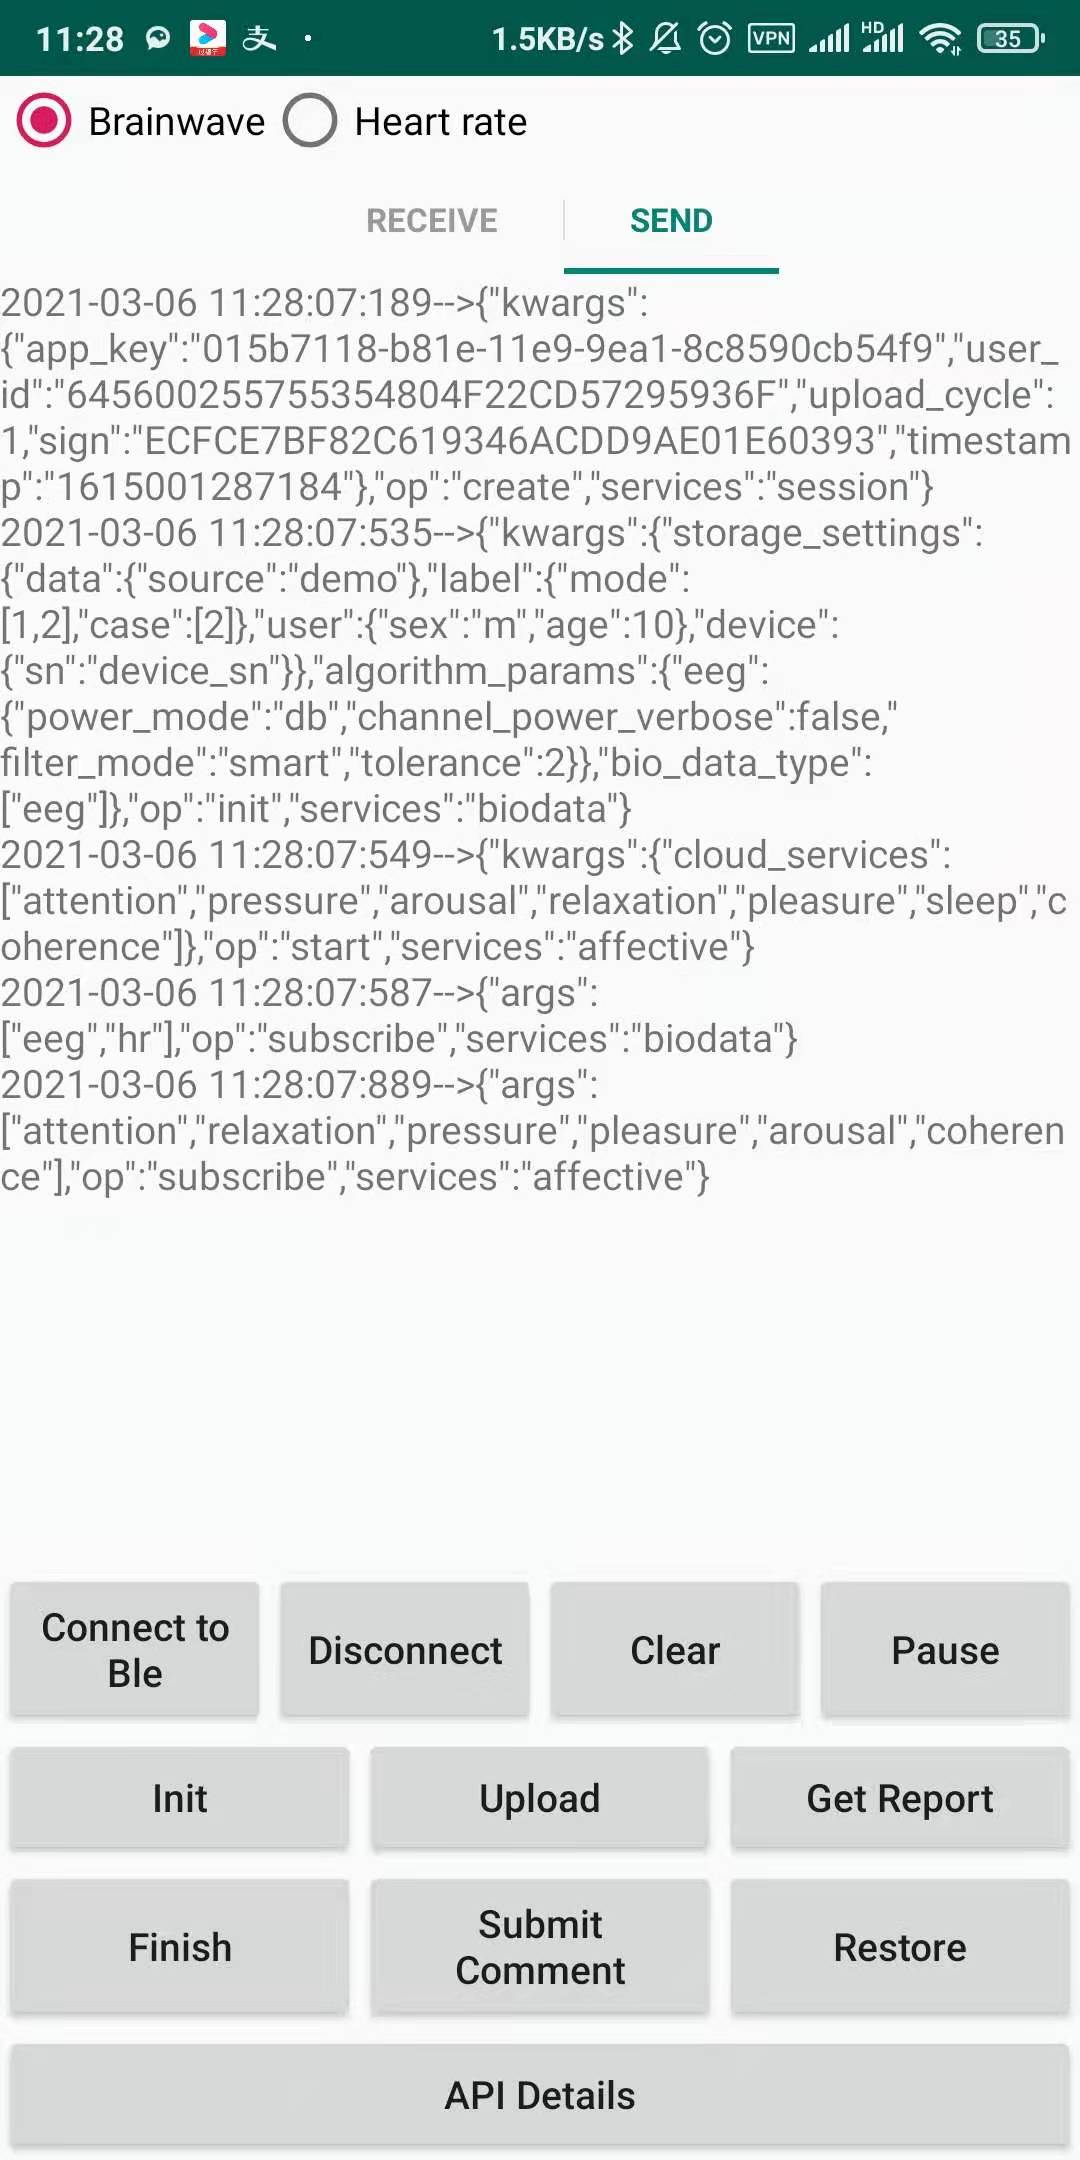 11:28 支 1.5KB/s VPN HD 35
Brainwave Heart rate
RECEIVE SEND
2021-03-06 11:28:07:189-->{"kwargs":
{"app_key":"015b7118-b81e-11e9-9ea1-8c8590cb54f9","user_
id":"645600255755354804F22CD57295936F","upload_cycle":
1,"sign":"ECFCE7BF82C619346ACDD9AE01E60393","timestam
p":"1615001287184"},"op":"create","services":"session"}
2021-03-06 11:28:07:535-->{"kwargs":{"storage_settings":
{"data":{"source":"demo"},"label":{"mode":
[1,2],"case":[2]},"user":{"sex":"m","age":10},"device":
{"sn":"device_sn"}},"algorithm_params":{"eeg":
{"power_mode":"db","channel_power_verbose":false,"
filter_mode":"smart","tolerance":2}},"bio_data_type":
["eeg"]},"op":"init","services":"biodata"}
2021-03-06 11:28:07:549-->{"kwargs":{"cloud_services":
["attention","pressure","arousal","relaxation","pleasure","sleep","c
oherence"]},"op":"start","services":"affective"}
2021-03-06 11:28:07:587-->{"args":
["eeg","hr"],"op":"subscribe","services":"biodata"}
2021-03-06 11:28:07:889-->{"args":
["attention","relaxation","pressure","pleasure","arousal","coheren
ce"],"op":"subscribe","services":"affective"}
Connect to
Ble
Disconnect
Clear
Pause
Init
Upload
Get Report
Finish
Submit
Comment
Restore
API Details